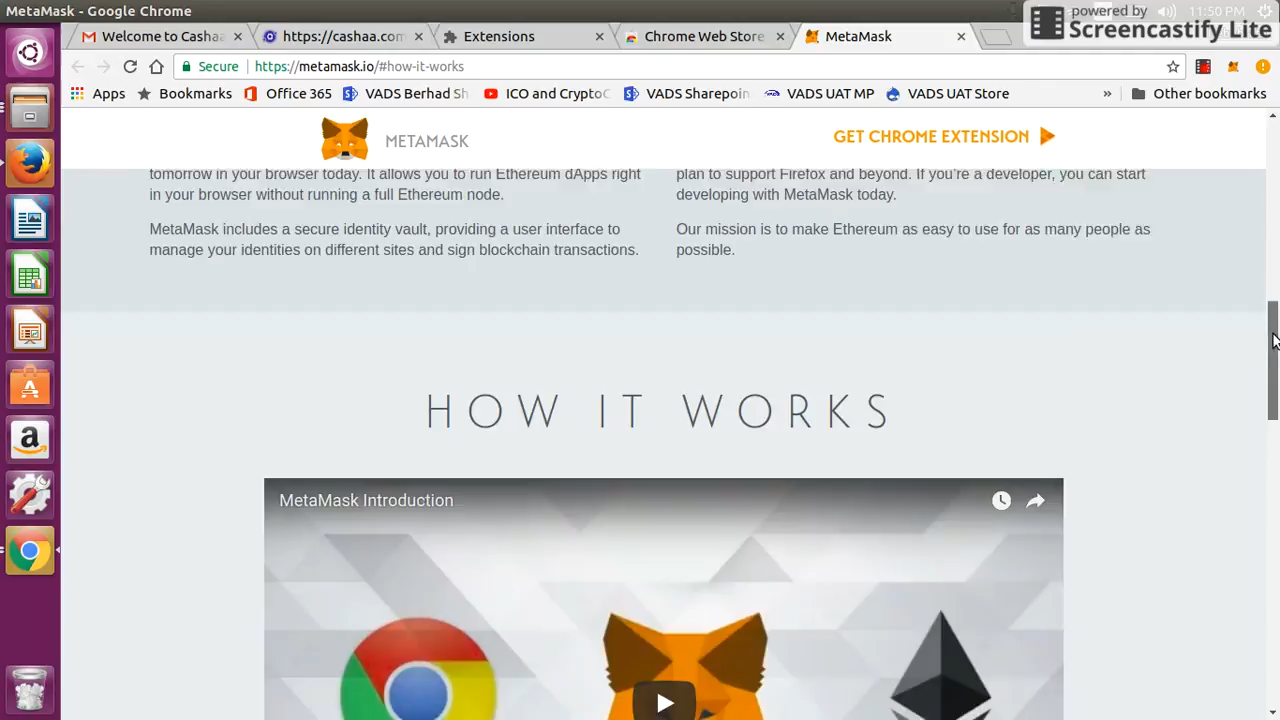 MetaMask - Google Chrome
11:50 PM
powered by
Screencastify Lite
Welcome to Cashaa
https://airdrop.cashaa.com
Extensions
Chrome Web Store
MetaMask
Secure https://metamask.io/#how-it-works
Apps Bookmarks Office 365 VADS Berhad Sh ICO and CryptoC VADS Sharepoin VADS UAT MP VADS UAT Store » Other bookmarks
METAMASK
GET CHROME EXTENSION
tomorrow in your browser today. It allows you to run Ethereum dApps right
in your browser without running a full Ethereum node.
MetaMask includes a secure identity vault, providing a user interface to
manage your identities on different sites and sign blockchain transactions.
plan to support Firefox and beyond. If you're a developer, you can start
developing with MetaMask today.
Our mission is to make Ethereum as easy to use for as many people as
possible.
HOW IT WORKS
MetaMask Introduction